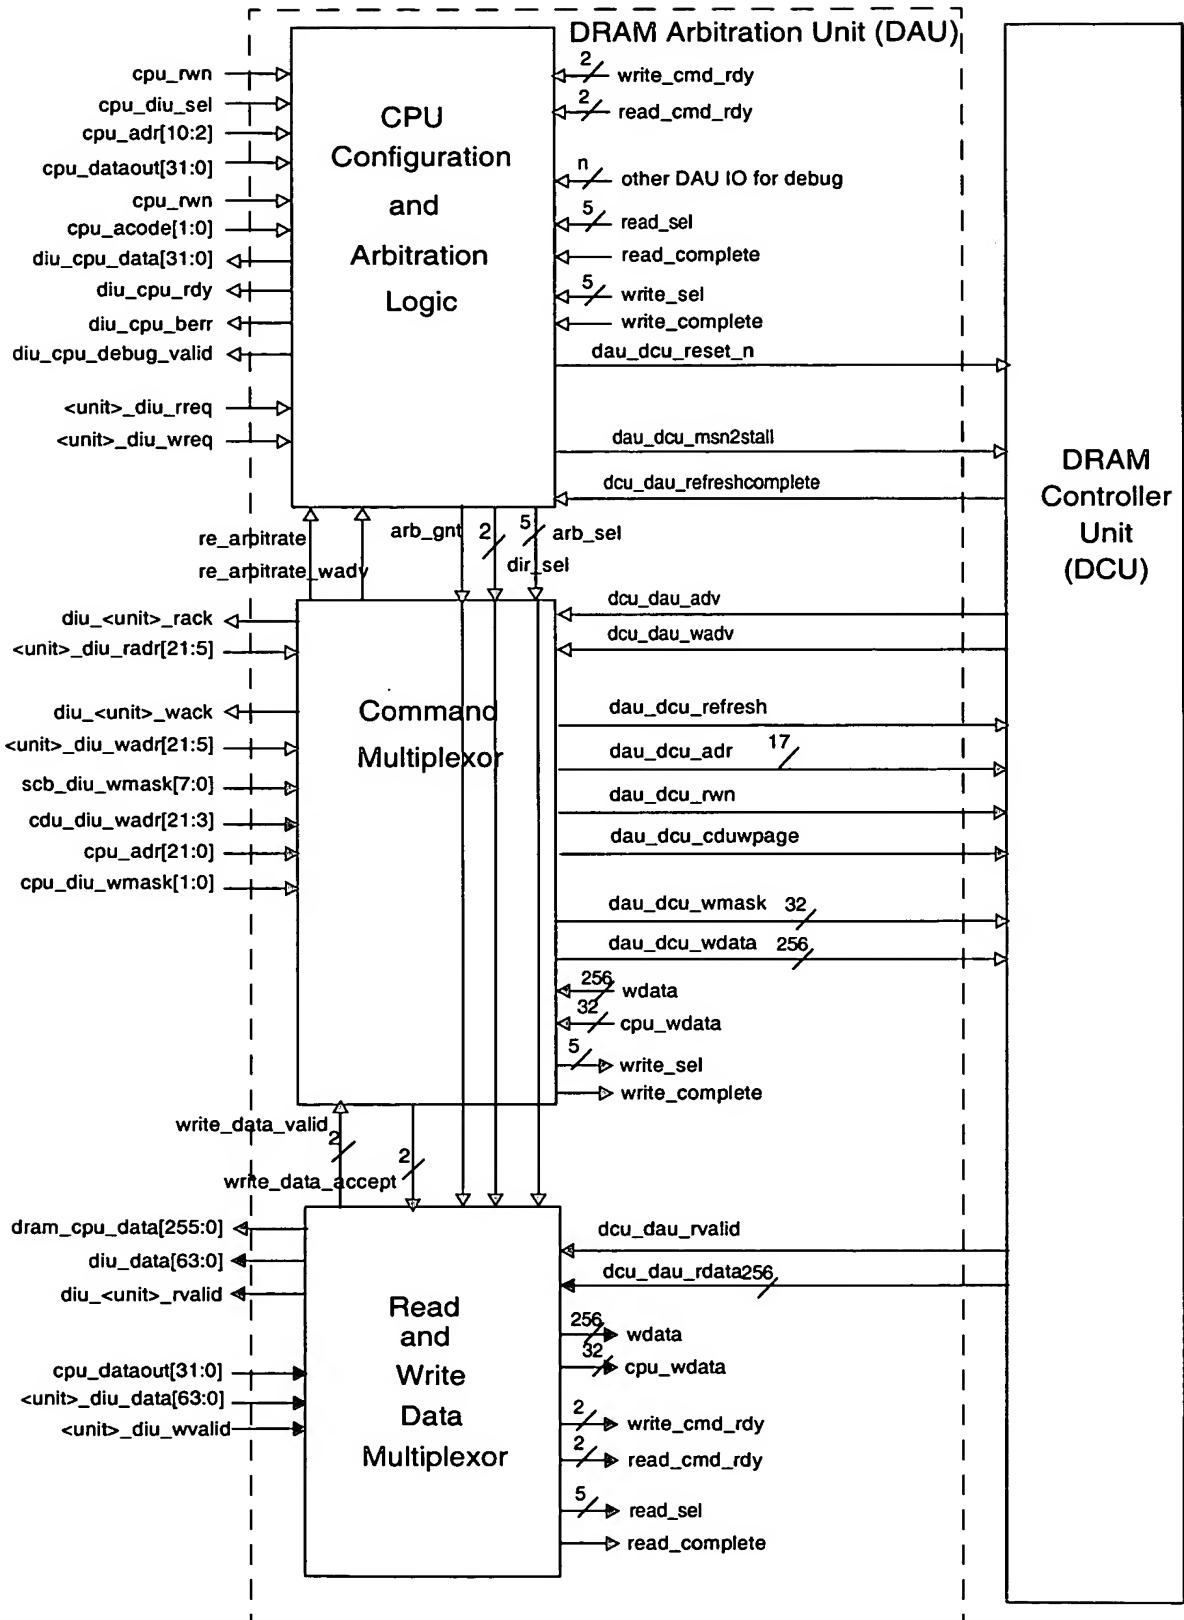 DRAM Arbitration Unit (DAU)
cpu_rwn
cpu_diu_sel
cpu_adr[10:2]
cpu_dataout[31:0]
cpu_rwn
cpu_acode[1:0]
diu_cpu_data[31:0]
diu_cpu_rdy
diu_cpu_berr
diu_cpu_debug_valid
<unit>_diu_rreq
<unit>_diu_wreq
CPU
Configuration
and
Arbitration
Logic
2
write_cmd_rdy
2
read_cmd_rdy
n
other DAU IO for debug
5
read_sel
read_complete
5
write_sel
write_complete
dau_dcu_reset_n
dau_dcu_msn2stall
dcu_dau_refreshcomplete
DRAM
Controller
Unit
(DCU)
re_arbitrate
re_arbitrate_wadv
arb_gnt
2
5
arb_sel
dir_sel
diu_<unit>_rack
<unit>_diu_radr[21:5]
diu_<unit>_wack
<unit>_diu_wadr[21:5]
scb_diu_wmask[7:0]
cdu_diu_wadr[21:3]
cpu_adr[21:0]
cpu_diu_wmask[1:0]
Command
Multiplexor
dcu_dau_adv
dcu_dau_wadv
dau_dcu_refresh
dau_dcu_adr
17
dau_dcu_rwn
dau_dcu_cduwpage
dau_dcu_wmask
32
dau_dcu_wdata
256
256
wdata
32
cpu_wdata
5
write_sel
write_complete
write_data_valid
2
2
write_data_accept
dram_cpu_data[255:0]
diu_data[63:0]
diu_<unit>_rvalid
cpu_dataout[31:0]
<unit>_diu_data[63:0]
<unit>_diu_wvalid
Read
and
Write
Data
Multiplexor
dcu_dau_rvalid
dcu_dau_rdata
256
256
wdata
32
cpu_wdata
2
write_cmd_rdy
2
read_cmd_rdy
5
read_sel
read_complete